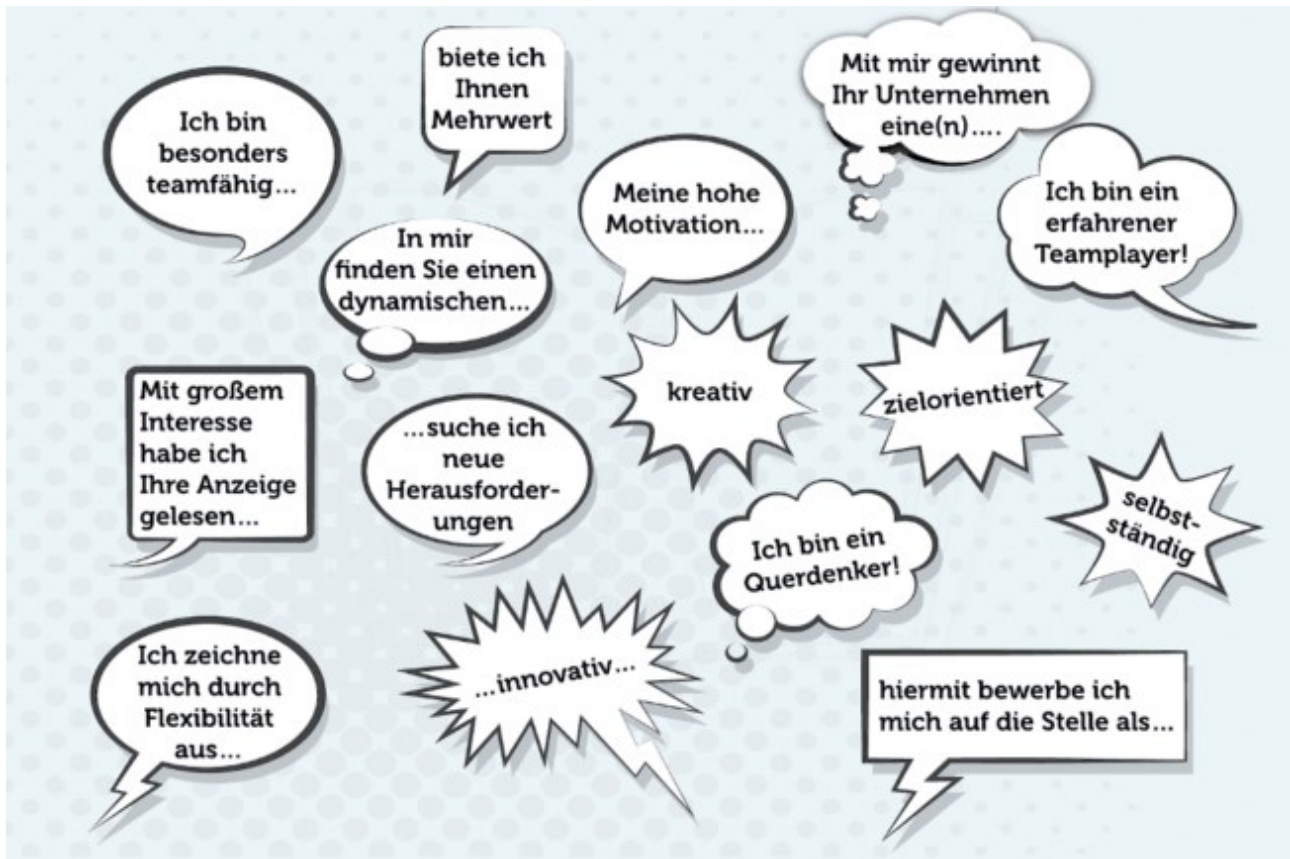 biete ich
Ihnen
Mehrwert
Mit mir gewinnt
Ihr Unternehmen
eine(n)....
Ich bin
besonders
teamfähig...
Meine hohe
Motivation...
Ich bin ein
erfahrener
Teamplayer!
In mir
finden Sie einen
dynamischen...
kreativ
zielorientiert
Mit großem
Interesse
habe ich
Ihre Anzeige
gelesen...
...suche ich
neue
Herausforder-
ungen
selbst-
ständig
Ich bin ein
Querdenker!
Ich zeichne
mich durch
Flexibilität
aus...
...innovativ...
hiermit bewerbe ich
mich auf die Stelle als...